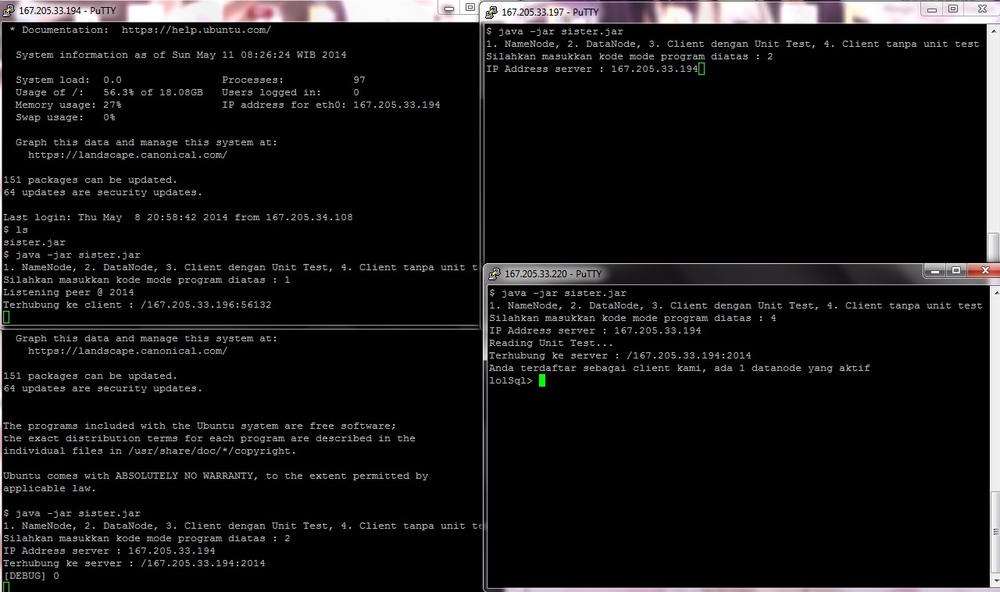 167.205.33.194 - PuTTY
 * Documentation:  https://help.ubuntu.com/
  System information as of Sun May 11 08:26:24 WIB 2014
  System load:  0.0                Processes:           97
  Usage of /:   56.3% of 18.08GB   Users logged in:     0
  Memory usage: 27%                IP address for eth0: 167.205.33.194
  Swap usage:   0%
  Graph this data and manage this system at:
    https://landscape.canonical.com/
151 packages can be updated.
64 updates are security updates.
Last login: Thu May  8 20:58:42 2014 from 167.205.34.108
$ ls
sister.jar
$ java -jar sister.jar
1. NameNode, 2. DataNode, 3. Client dengan Unit Test, 4. Client tanpa unit t
Silahkan masukkan kode mode program diatas : 1
Listening peer @ 2014
Terhubung ke client : /167.205.33.196:56132
  Graph this data and manage this system at:
    https://landscape.canonical.com/
151 packages can be updated.
64 updates are security updates.
The programs included with the Ubuntu system are free software;
the exact distribution terms for each program are described in the
individual files in /usr/share/doc/*/copyright.
Ubuntu comes with ABSOLUTELY NO WARRANTY, to the extent permitted by
applicable law.
$ java -jar sister.jar
1. NameNode, 2. DataNode, 3. Client dengan Unit Test, 4. Client tanpa unit te
Silahkan masukkan kode mode program diatas : 2
IP Address server : 167.205.33.194
Terhubung ke server : /167.205.33.194:2014
[DEBUG] 0
167.205.33.197 - PuTTY
$ java -jar sister.jar
1. NameNode, 2. DataNode, 3. Client dengan Unit Test, 4. Client tanpa unit test
Silahkan masukkan kode mode program diatas : 2
IP Address server : 167.205.33.194
167.205.33.220 - PuTTY
$ java -jar sister.jar
1. NameNode, 2. DataNode, 3. Client dengan Unit Test, 4. Client tanpa unit test
Silahkan masukkan kode mode program diatas : 4
IP Address server : 167.205.33.194
Reading Unit Test...
Terhubung ke server : /167.205.33.194:2014
Anda terdaftar sebagai client kami, ada 1 datanode yang aktif
lolSql>